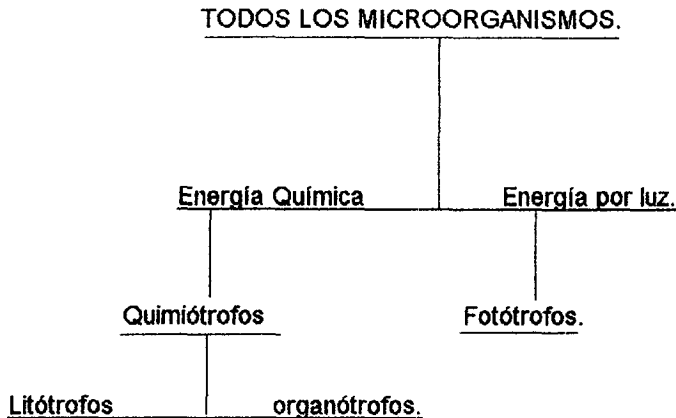 TODOS LOS MICROORGANISMOS.
Energía Química Energía por luz.
Quimiótrofos Fotótrofos.
Litótrofos organótrofos.